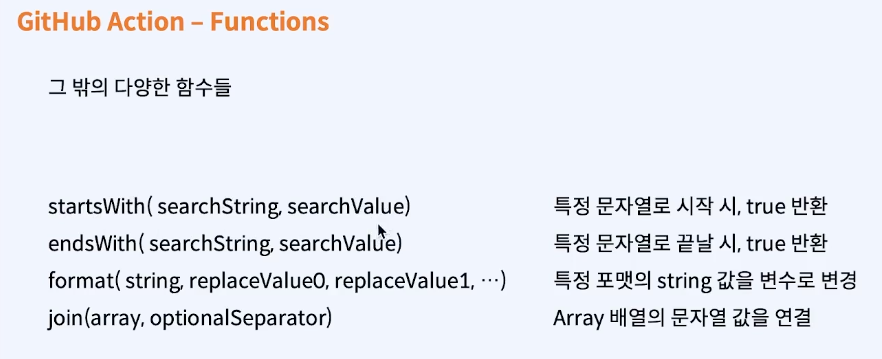 GitHub Action – Functions
그 밖의 다양한 함수들
startsWith( searchString, searchValue) 특정 문자열로 시작 시, true 반환
endsWith( searchString, searchValue) 특정 문자열로 끝날 시, true 반환
format( string, replaceValue0, replaceValue1, …) 특정 포맷의 string 값을 변수로 변경
join(array, optionalSeparator) Array 배열의 문자열 값을 연결